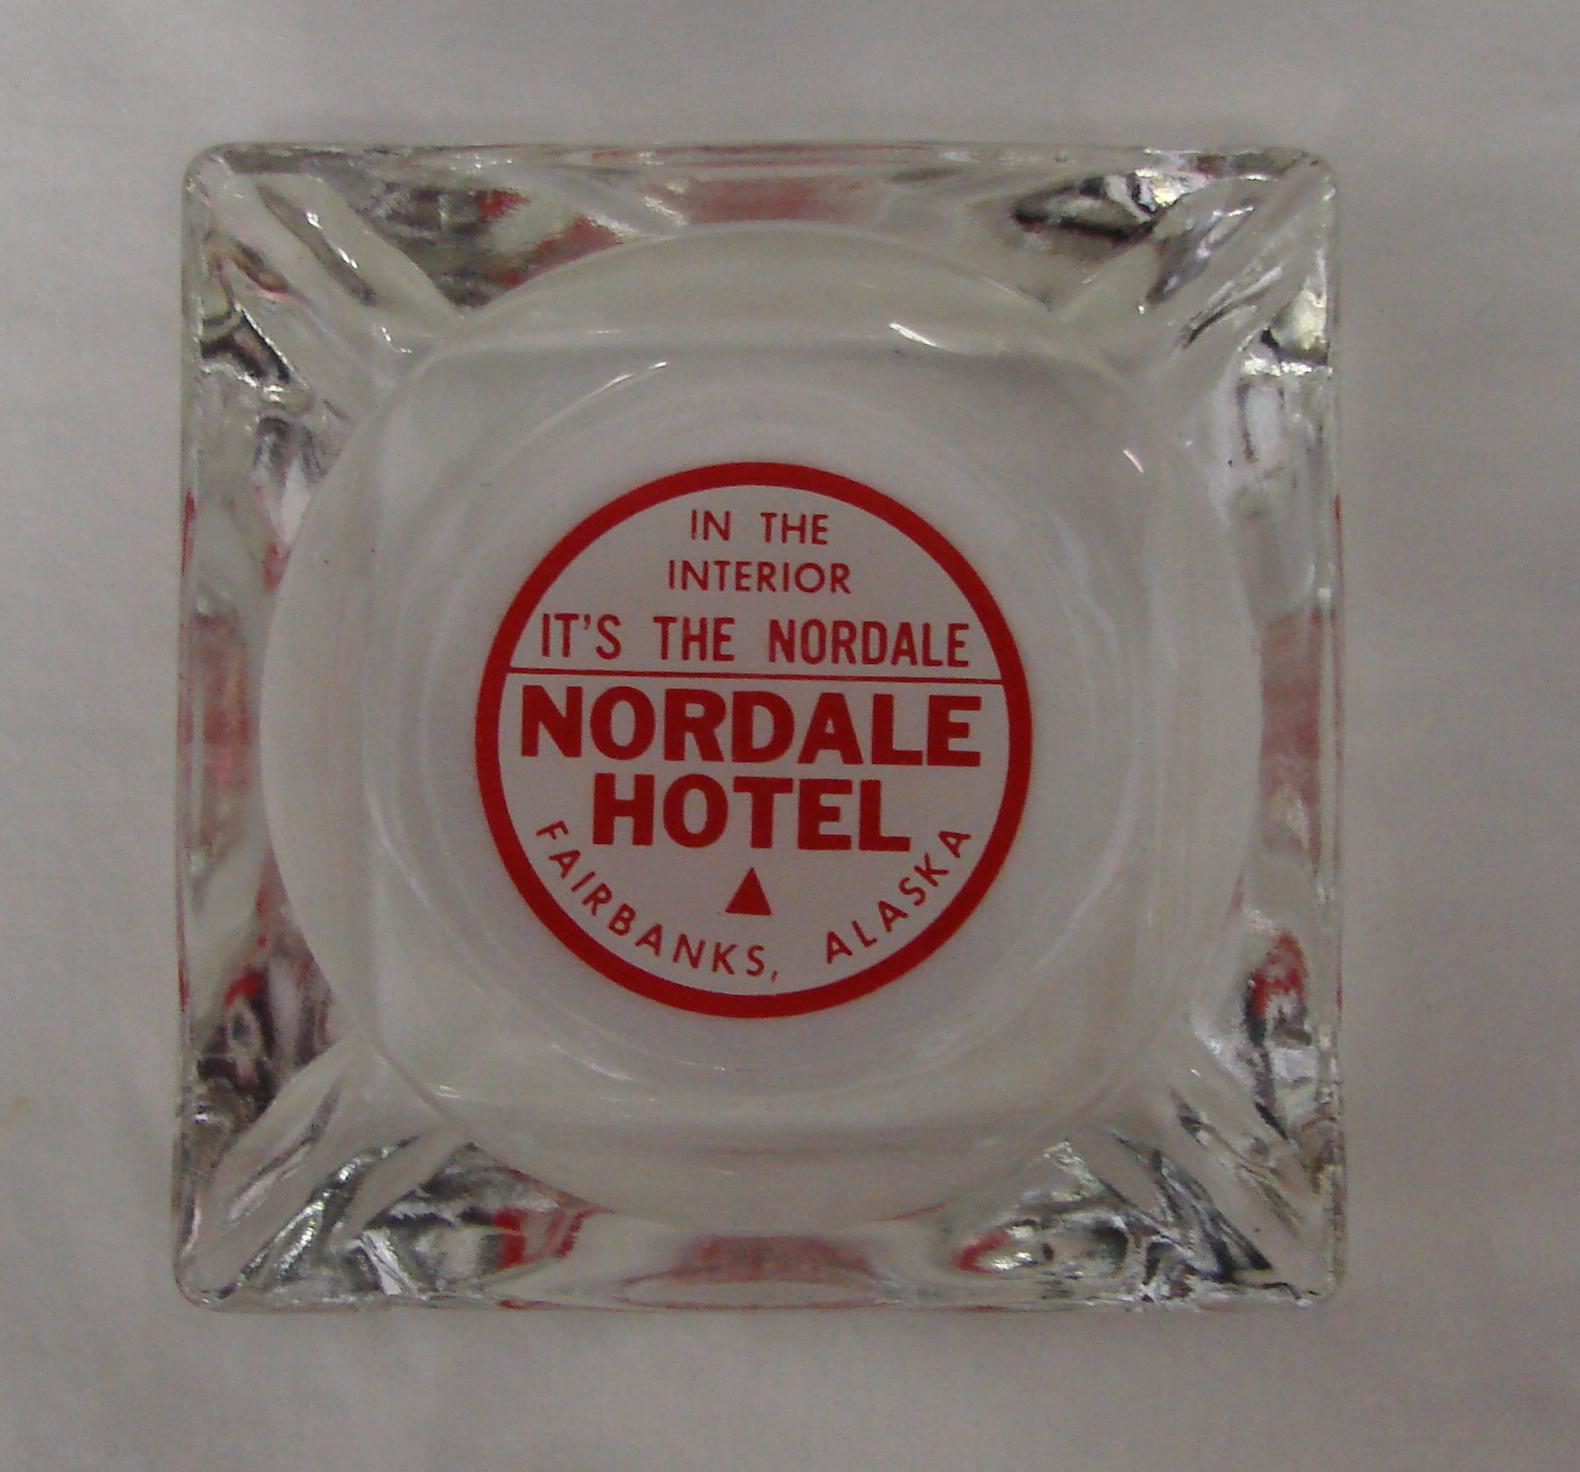 IN THE
INTERIOR
IT'S THE NORDALE
NORDALE
HOTEL
FAIRBANKS, ALASKA